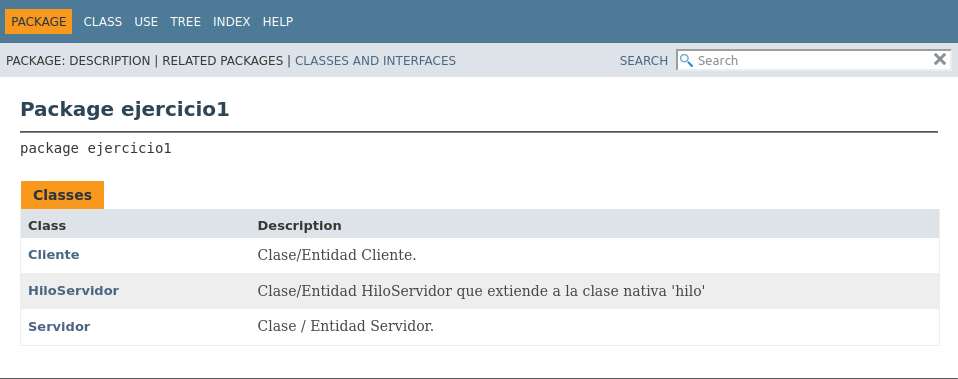 PACKAGE CLASS USE TREE INDEX HELP
PACKAGE: DESCRIPTION | RELATED PACKAGES | CLASSES AND INTERFACES SEARCH Search
Package ejercicio1
package ejercicio1
Classes
Class Description
Cliente Clase/Entidad Cliente.
HiloServidor Clase/Entidad HiloServidor que extiende a la clase nativa 'hilo'
Servidor Clase / Entidad Servidor.